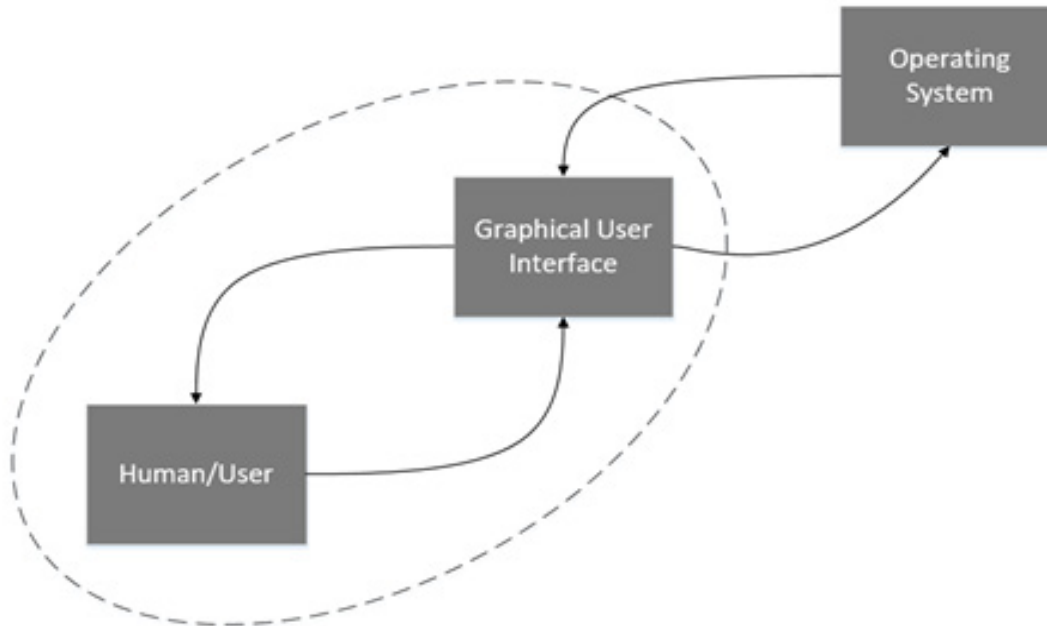 Operating
System
Graphical User
Interface
Human/User